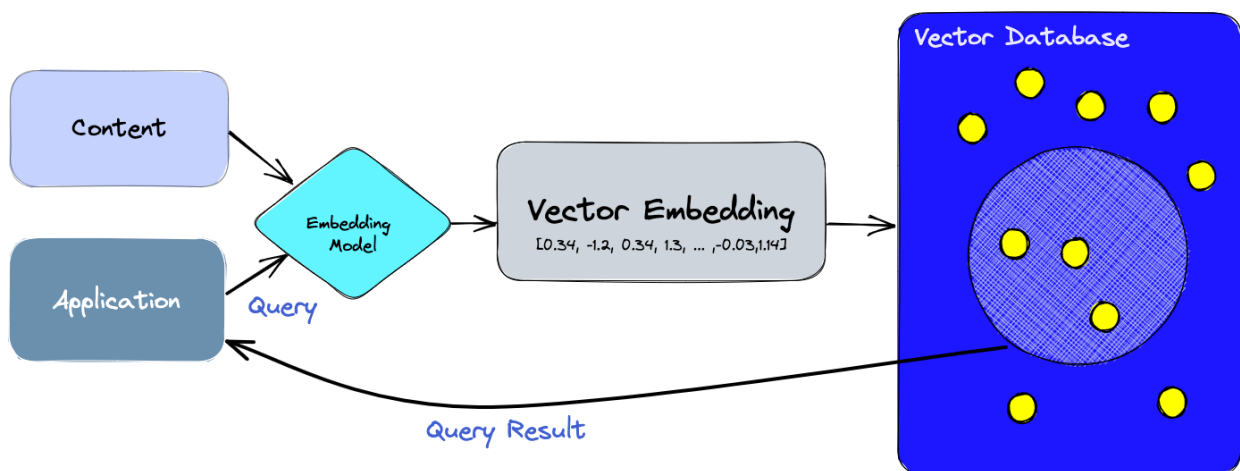 Vector Database
Content
Embedding
Model
Vector Embedding
[0.34, -1.2, 0.34, 1.3, ... ,-0.03,1.14]
Application
Query
Query Result